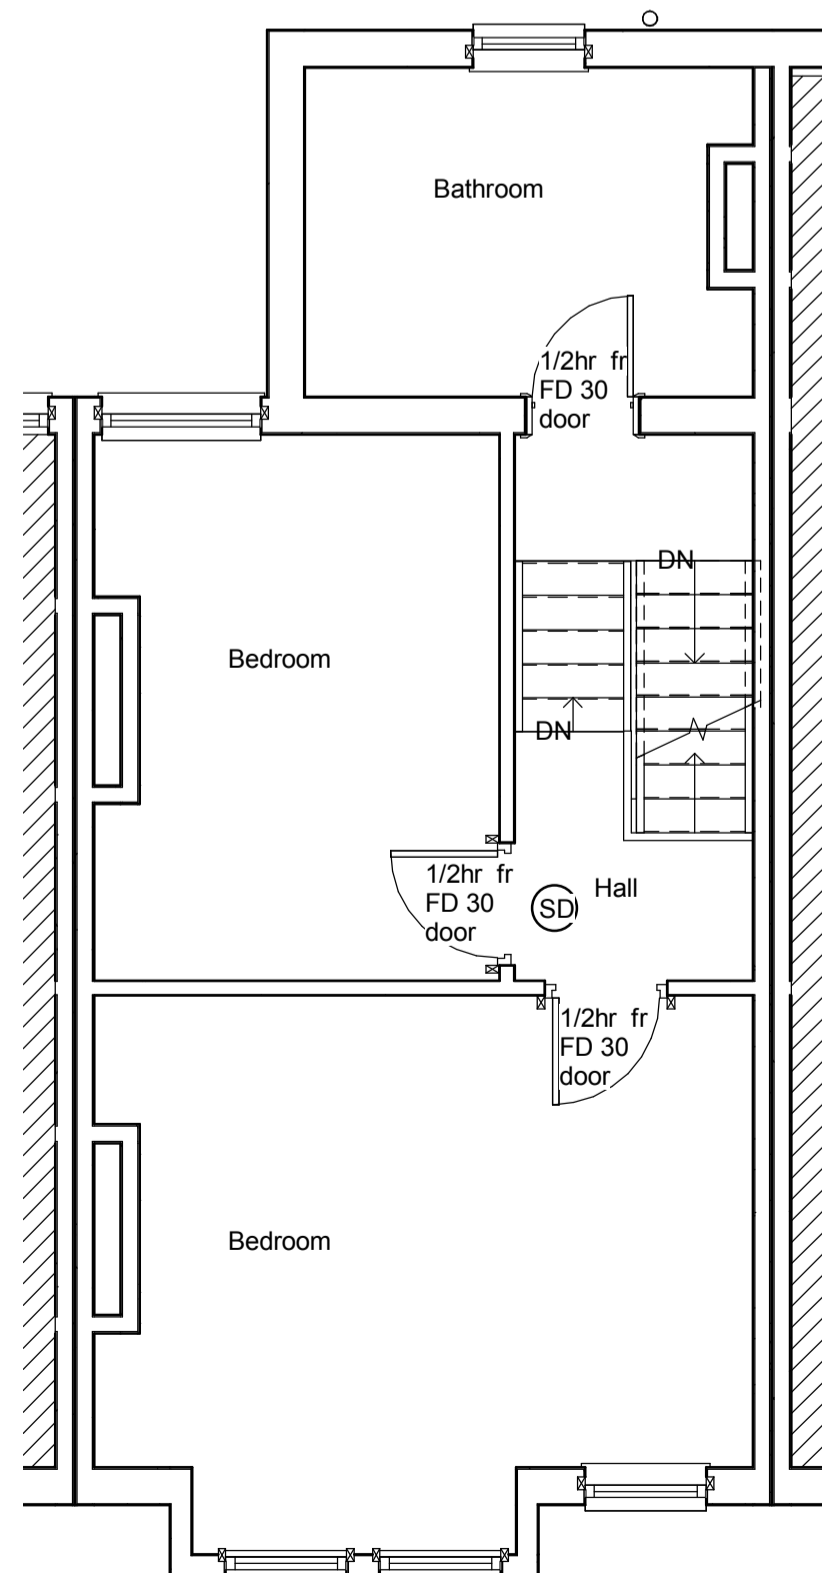 Bathroom
1/2hr fr
FD 30
door
DN
Bedroom
DN
1/2hr fr
FD 30
door
Hall
SD
1/2hr fr
FD 30
door
Bedroom